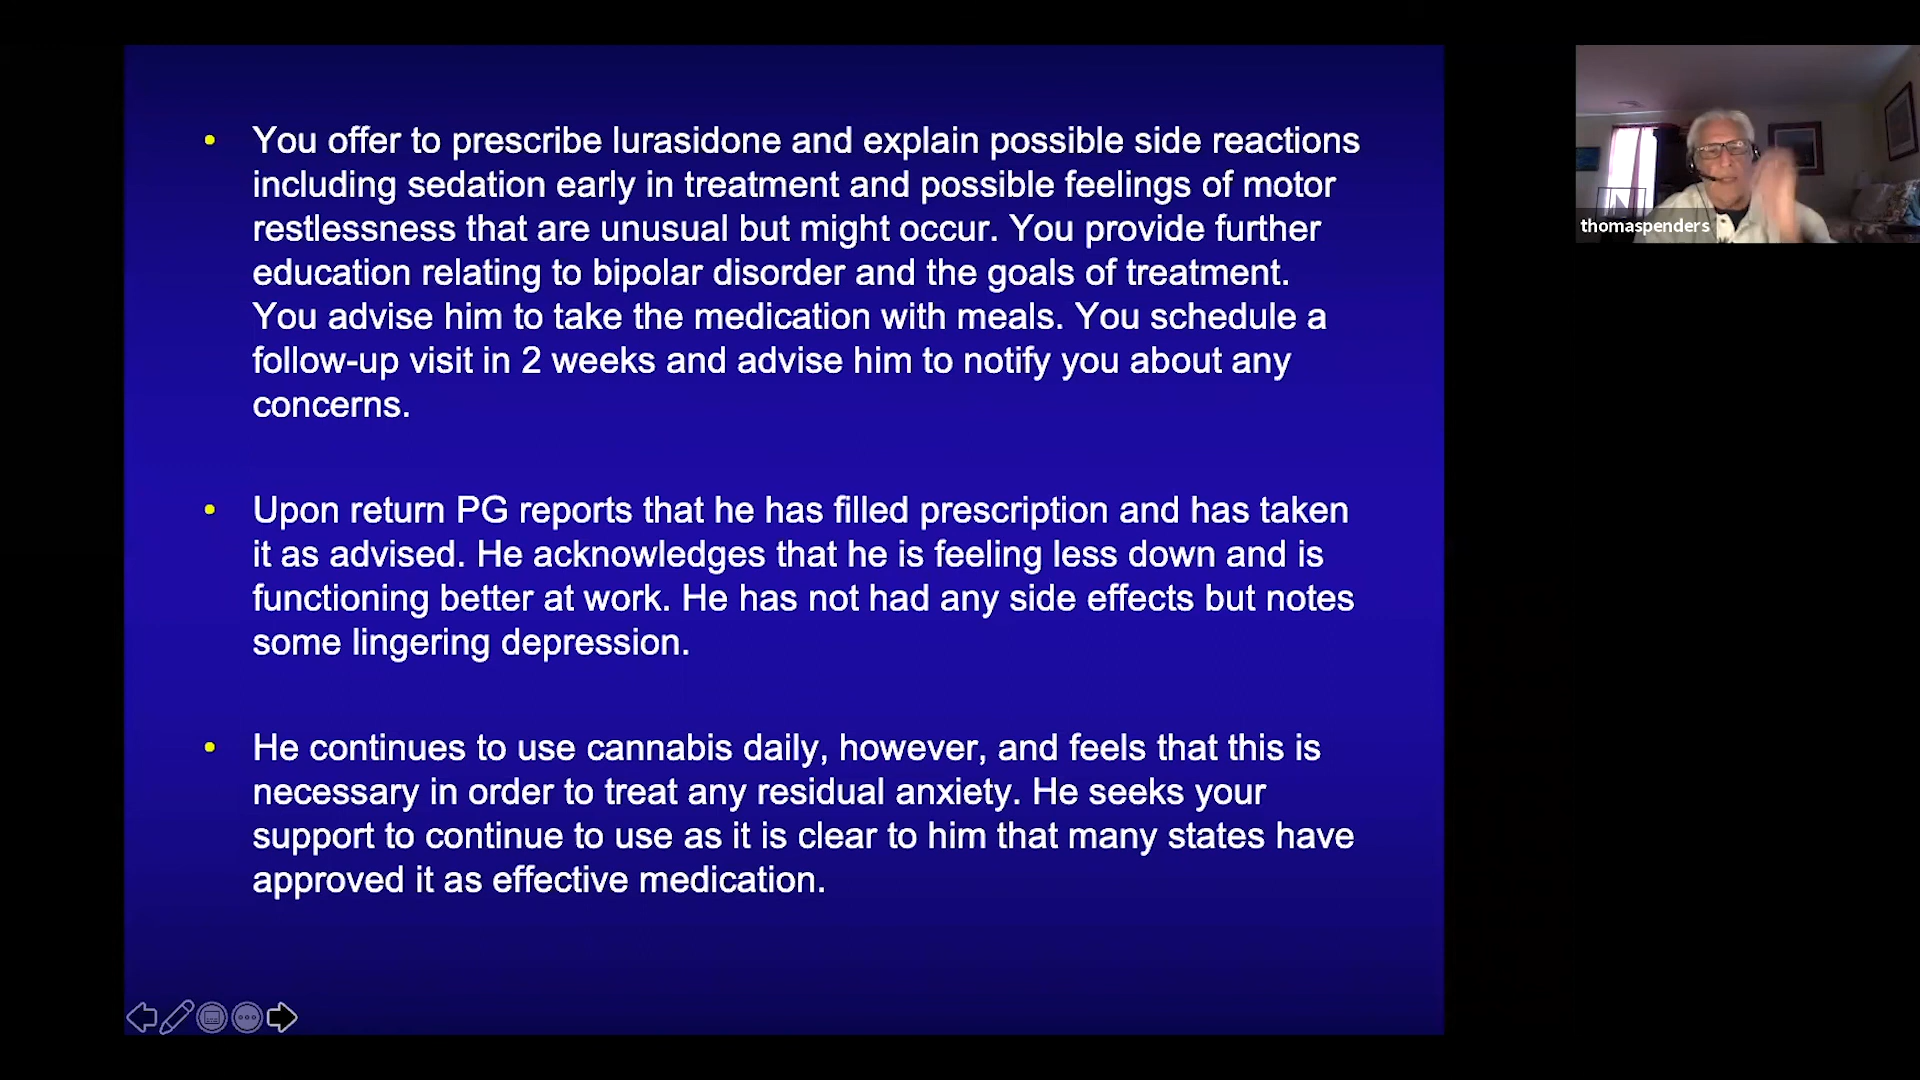 You offer to prescribe lurasidone and explain possible side reactions
including sedation early in treatment and possible feelings of motor
restlessness that are unusual but might occur. You provide further
education relating to bipolar disorder and the goals of treatment.
You advise him to take the medication with meals. You schedule a
follow-up visit in 2 weeks and advise him to notify you about any
concerns.
Upon return PG reports that he has filled prescription and has taken
it as advised. He acknowledges that he is feeling less down and is
functioning better at work. He has not had any side effects but notes
some lingering depression.
He continues to use cannabis daily, however, and feels that this is
necessary in order to treat any residual anxiety. He seeks your
support to continue to use as it is clear to him that many states have
approved it as effective medication.
thomaspenders